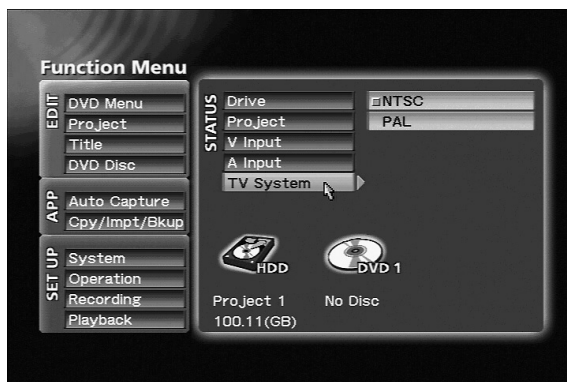 Function Menu
EDIT
DVD Menu
Project
Title
DVD Disc
APP
Auto Capture
Cpy/Impt/Bkup
SET UP
System
Operation
Recording
Playback
STATUS
Drive
Project
V Input
A Input
TV System
NTSC
PAL
HDD
DVD 1
Project 1
No Disc
100.11(GB)